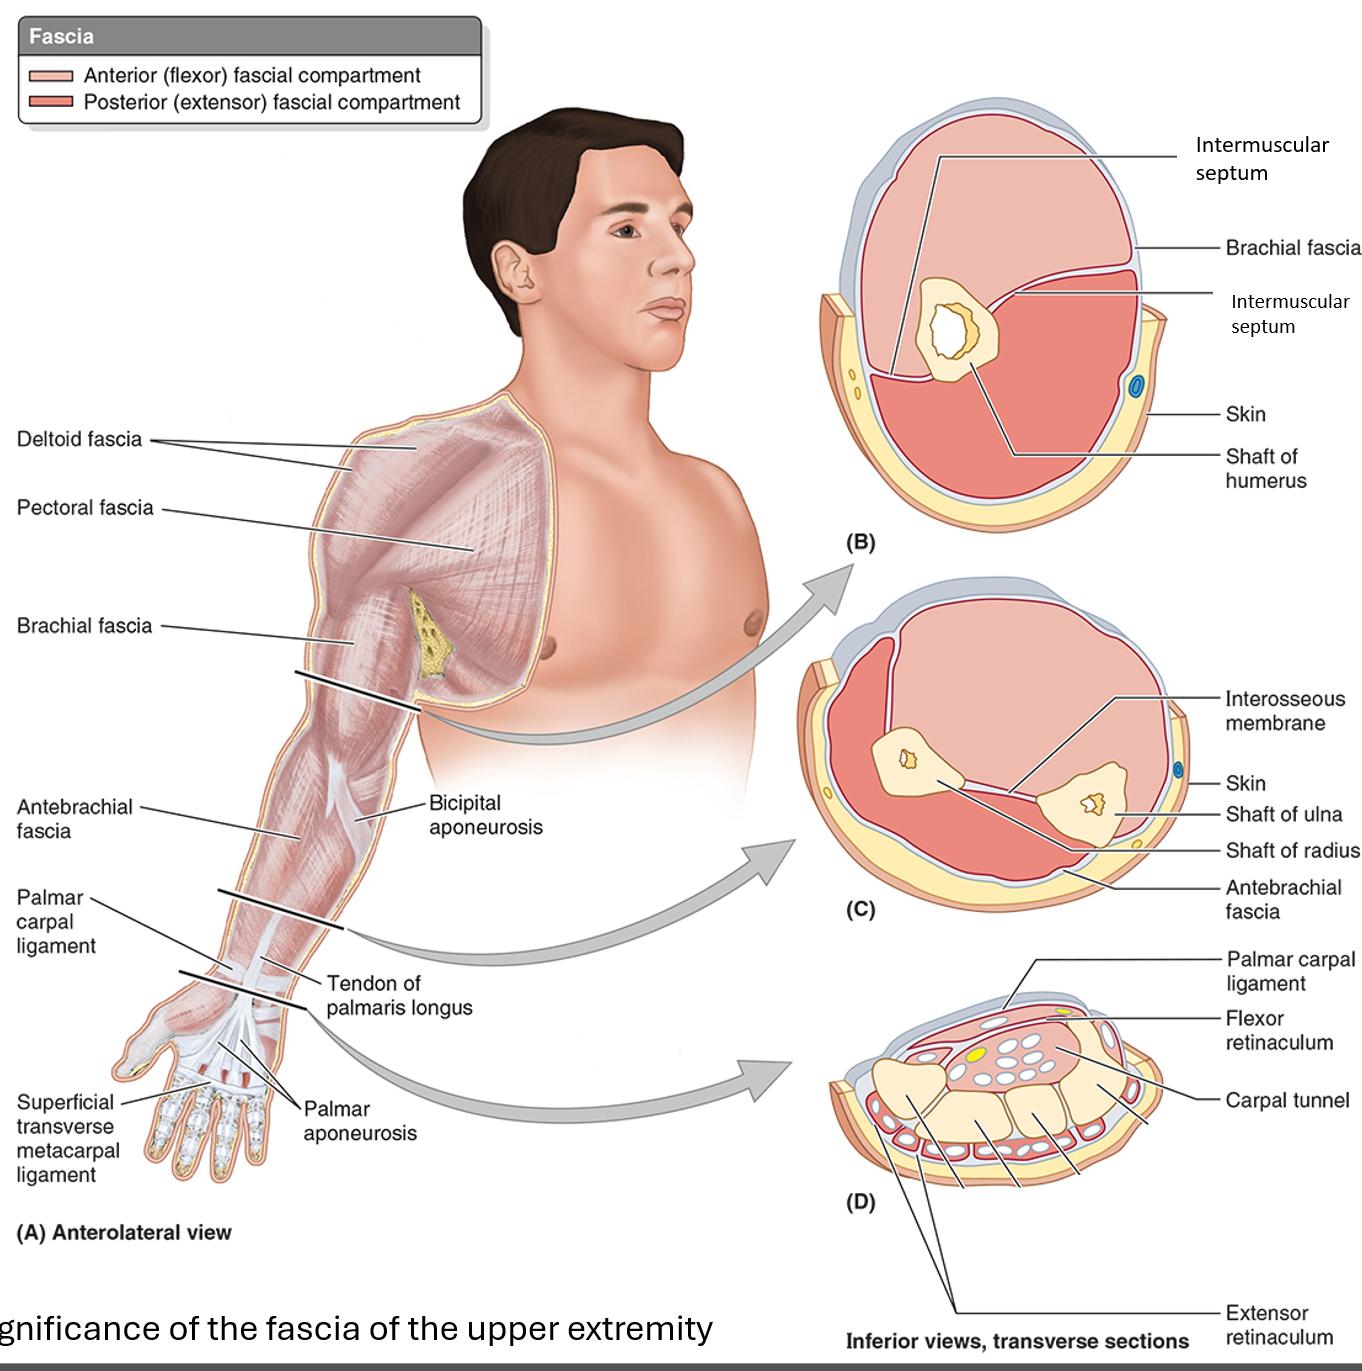 Fascia
Anterior (flexor) fascial compartment
Posterior (extensor) fascial compartment
Deltoid fascia
Pectoral fascia
Brachial fascia
Antebrachial
fascia
Bicipital
aponeurosis
Palmar
carpal
ligament
Tendon of
palmaris longus
Superficial
transverse
metacarpal
ligament
Palmar
aponeurosis
(A) Anterolateral view
Intermuscular
septum
Brachial fascia
Intermuscular
septum
Skin
Shaft of
humerus
(B)
Interosseous
membrane
Skin
Shaft of ulna
Shaft of radius
Antebrachial
fascia
(C)
Palmar carpal
ligament
Flexor
retinaculum
Carpal tunnel
(D)
Extensor
retinaculum
Inferior views, transverse sections
gnificance of the fascia of the upper extremity